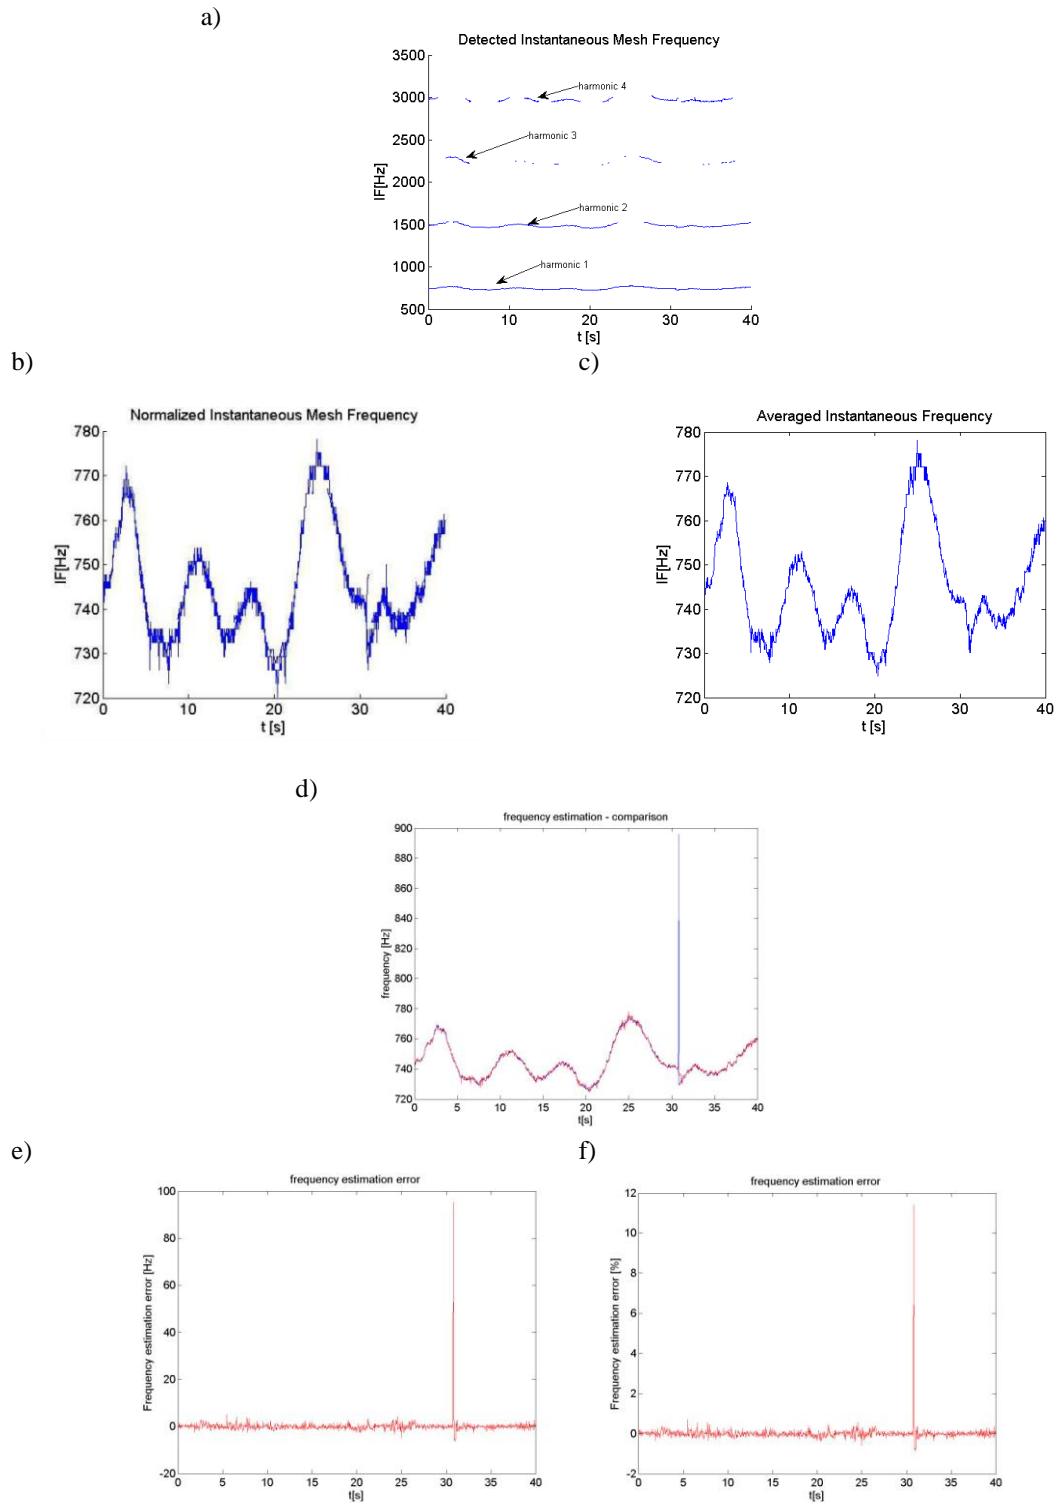 a)
Detected Instantaneous Mesh Frequency
3500
3000
2500
2000
1500
1000
500
IF[Hz]
harmonic 4
harmonic 3
harmonic 2
harmonic 1
0 10 20 30 40
t [s]
b)
c)
Normalized Instantaneous Mesh Frequency
780
770
760
750
740
730
720
IF[Hz]
0 10 20 30 40
t [s]
Averaged Instantaneous Frequency
780
770
760
750
740
730
720
IF[Hz]
0 10 20 30 40
t [s]
d)
frequency estimation - comparison
900
880
860
840
820
800
780
760
740
720
frequency [Hz]
0 5 10 15 20 25 30 35 40
t[s]
e)
f)
frequency estimation error
100
80
60
40
20
0
-20
Frequency estimation error [Hz]
0 5 10 15 20 25 30 35 40
t[s]
frequency estimation error
12
10
8
6
4
2
0
-2
Frequency estimation error [%]
0 5 10 15 20 25 30 35 40
t[s]